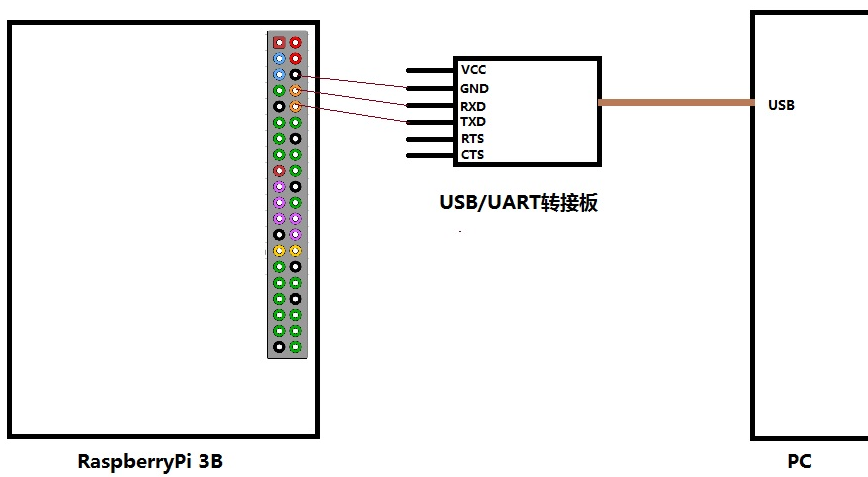 VCC
GND
RXD
TXD
RTS
CTS
USB
USB/UART转接板
RaspberryPi 3B
PC